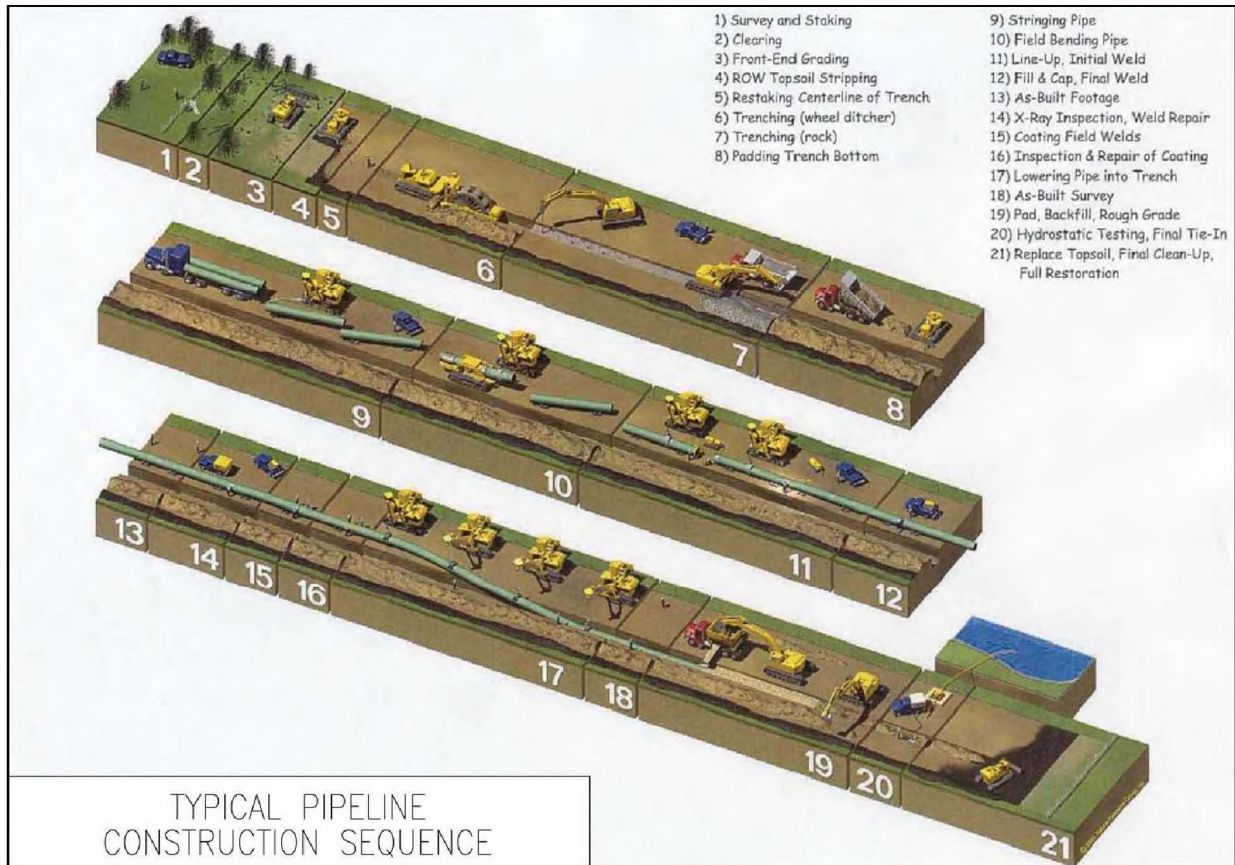 1) Survey and Staking
2) Clearing
3) Front-End Grading
4) ROW Topsoil Stripping
5) Restaking Centerline of Trench
6) Trenching (wheel ditcher)
7) Trenching (rock)
8) Padding Trench Bottom
9) Stringing Pipe
10) Field Bending Pipe
11) Line-Up, Initial Weld
12) Fill & Cap, Final Weld
13) As-Built Footage
14) X-Ray Inspection, Weld Repair
15) Coating Field Welds
16) Inspection & Repair of Coating
17) Lowering Pipe into Trench
18) As-Built Survey
19) Pad, Backfill, Rough Grade
20) Hydrostatic Testing, Final Tie-In
21) Replace Topsoil, Final Clean-Up,
Full Restoration
1
2
3
4
5
6
7
8
9
10
11
12
13
14
15
16
17
18
19
20
21
TYPICAL PIPELINE
CONSTRUCTION SEQUENCE